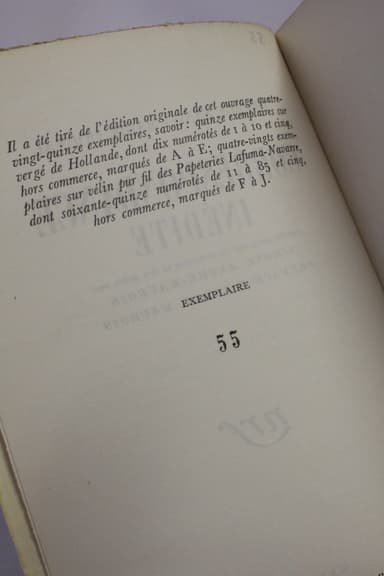 Il a été tiré de l'édition originale de cet ouvrage quatre-
vingt-quinze exemplaires, savoir : quinze exemplaires sur
vergé de Hollande, dont dix numérotés de 1 à 10 et cinq,
hors commerce, marqués de A à E; quatre-vingts exem-
plaires sur vélin pur fil des Papeteries Lafuma-Navarre,
dont soixante-quinze numérotés de 11 à 85 et cinq,
hors commerce, marqués de F à J.
EXEMPLAIRE
55